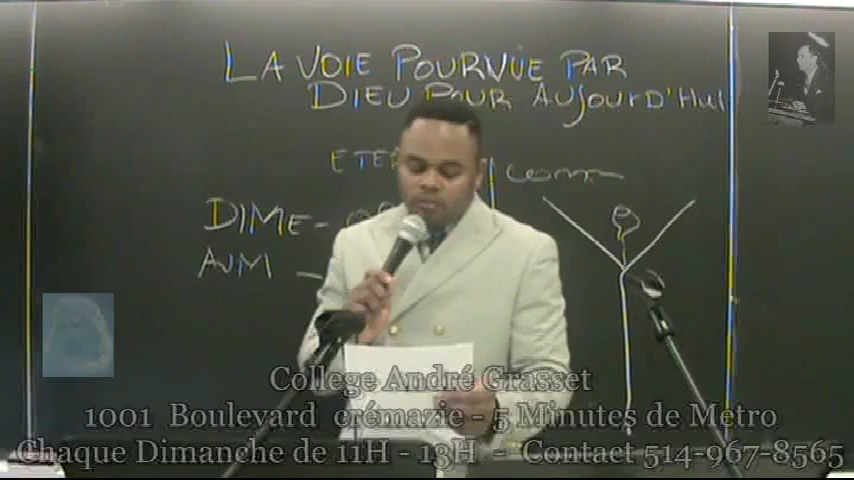 LA VOIE POURVUE PAR
DIEU POUR AUJOURD'HUI
ETER
DIME -
College André Grasset
1001 Boulevard crémazie - 5 Minutes de Metro
Chaque Dimanche de 11H - 13H - Contact 514-967-8565